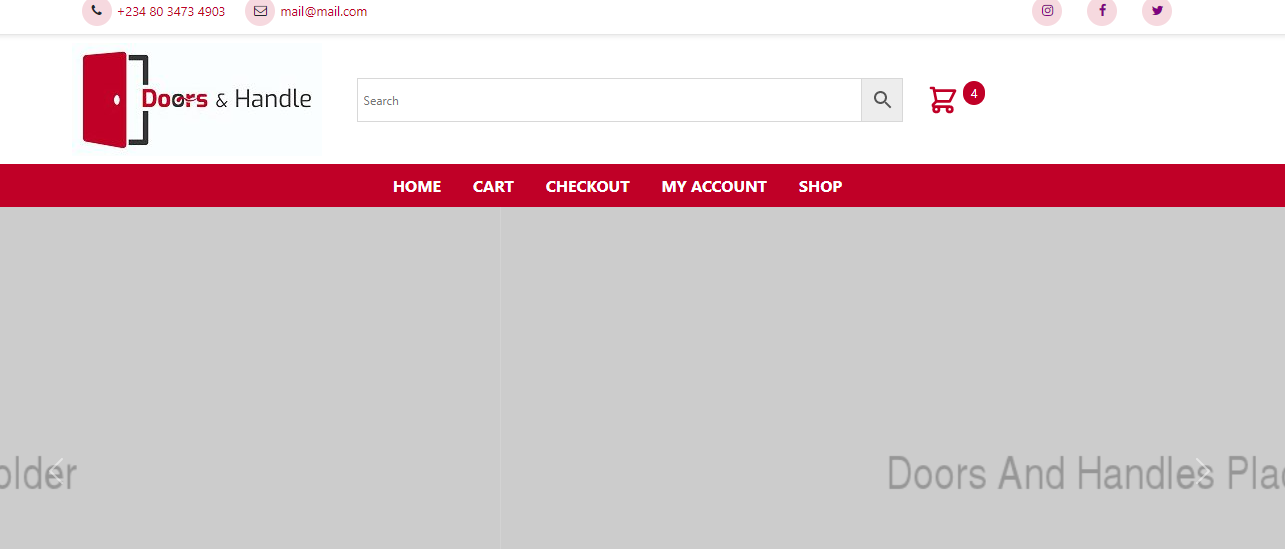 +234 80 3473 4903 mail@mail.com
Doors & Handle
Search
4
HOME CART CHECKOUT MY ACCOUNT SHOP
older Doors And Handles Plac